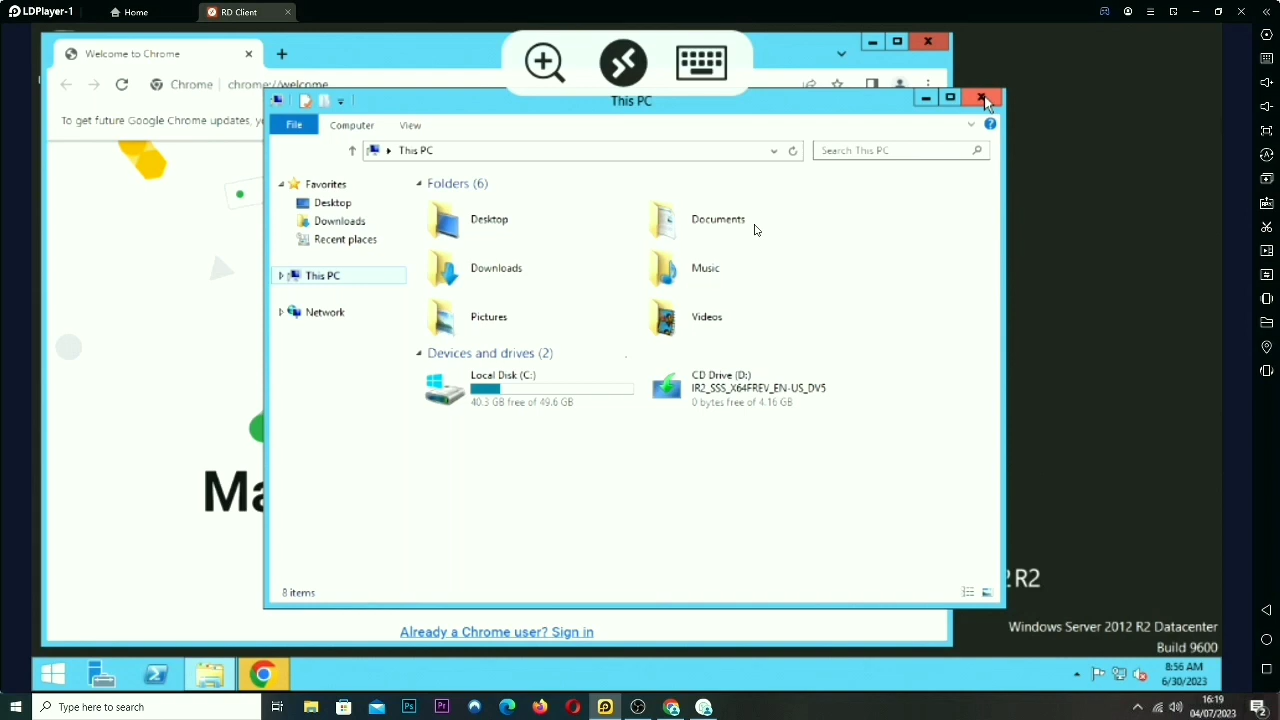 LDPlayer-1
Home
RD Client
Welcome to Chrome
Chrome
chrome://welcome
To get future Google Chrome updates, yo
This PC
File
Computer
View
This PC
Search This PC
Favorites
Desktop
Downloads
Recent places
This PC
Network
Folders (6)
Desktop
Documents
Downloads
Music
Pictures
Videos
Devices and drives (2)
Local Disk (C:)
40.3 GB free of 49.6 GB
CD Drive (D:)
IR2_SSS_X64FREV_EN-US_DV5
0 bytes free of 4.16 GB
Ma
8 items
Already a Chrome user? Sign in
2 R2
Windows Server 2012 R2 Datacenter
Build 9600
8:56 AM
6/30/2023
Type here to search
Ps
Pr
16:19
04/07/2023
2